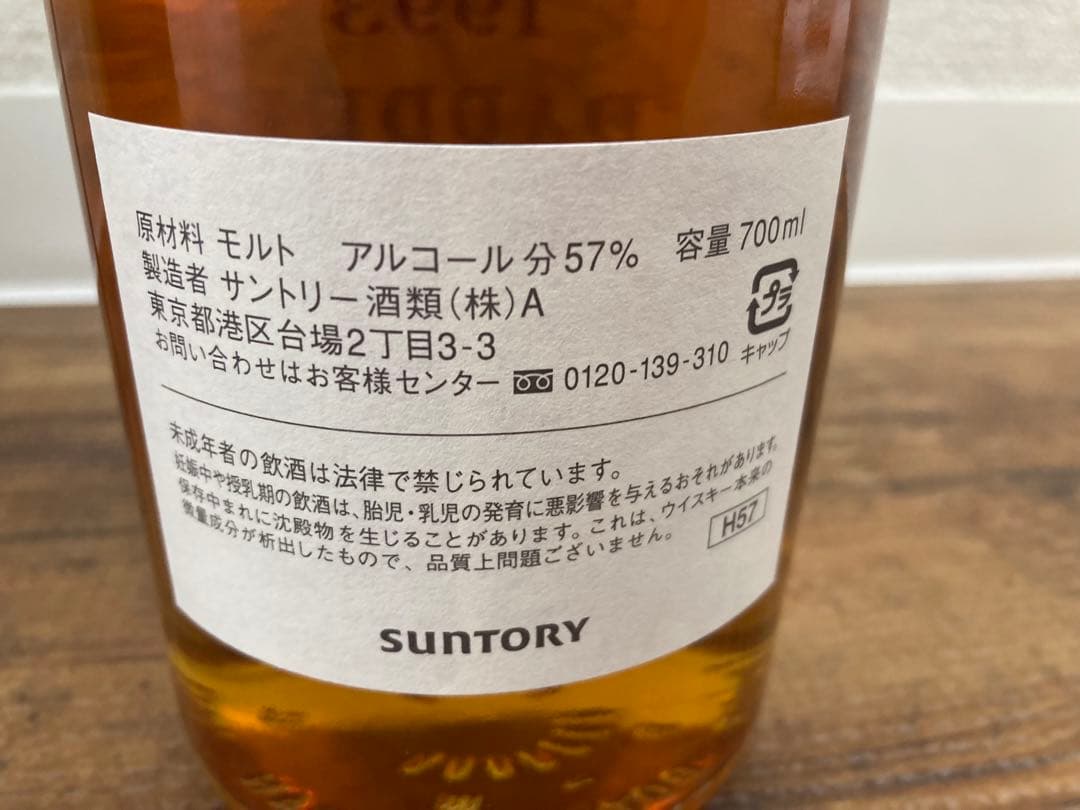 1993
原材料 モルト アルコール分57% 容量700ml
製造者 サントリー酒類(株)A
東京都港区台場2丁目3-3
お問い合わせはお客様センター 0120-139-310
プラ
キャップ
未成年者の飲酒は法律で禁じられています。
妊娠中や授乳期の飲酒は、胎児・乳児の発育に悪影響を与えるおそれがあります。
保存中まれに沈殿物を生じることがあります。これは、ウイスキー本来の
微量成分が析出したもので、品質上問題ございません。
H57
SUNTORY